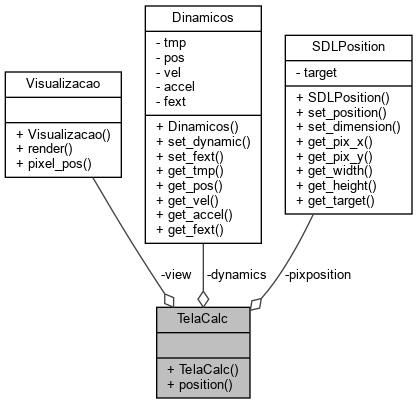 Visualizacao
+ Visualizacao()
+ render()
+ pixel_pos()
Dinamicos
- tmp
- pos
- vel
- accel
- fext
+ Dinamicos()
+ set_dynamic()
+ set_fext()
+ get_tmp()
+ get_pos()
+ get_vel()
+ get_accel()
+ get_fext()
SDLPosition
- target
+ SDLPosition()
+ set_position()
+ set_dimension()
+ get_pix_x()
+ get_pix_y()
+ get_width()
+ get_height()
+ get_target()
-view
-dynamics
-pixposition
TelaCalc
+ TelaCalc()
+ position()